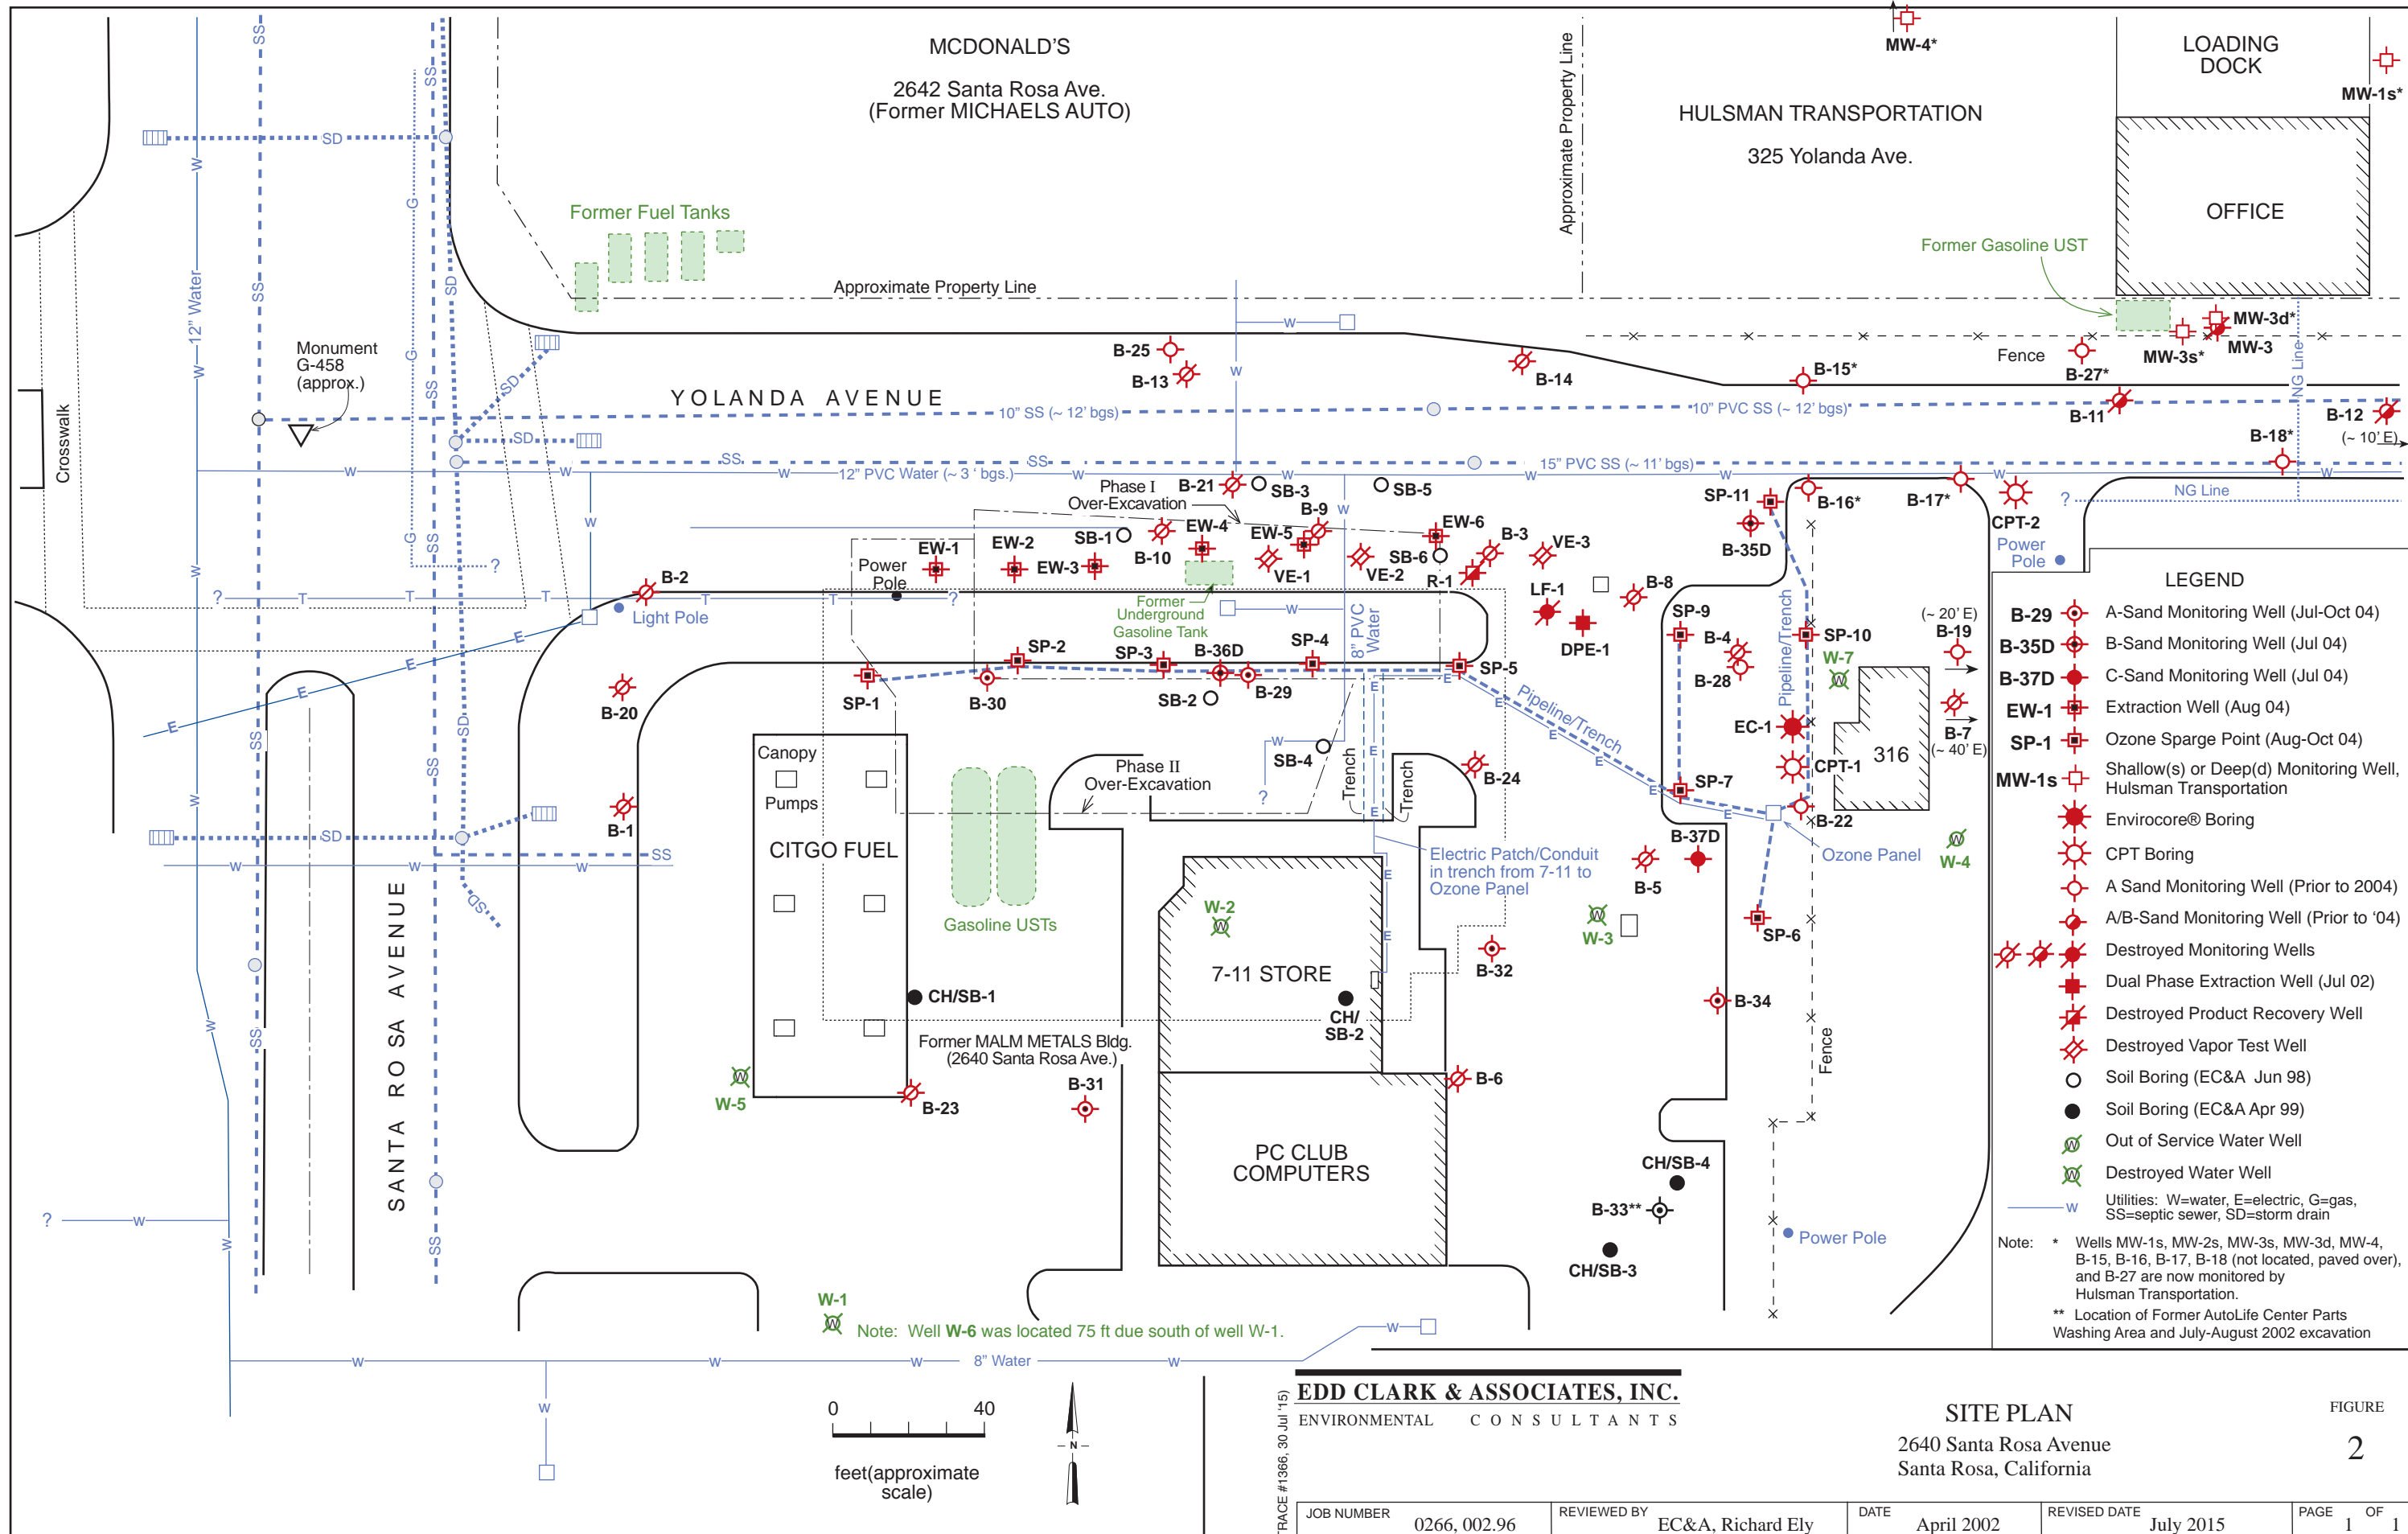 MCDONALD'S
2642 Santa Rosa Ave.
(Former MICHAELS AUTO)
Approximate Property Line
MW-4*
HULSMAN TRANSPORTATION
325 Yolanda Ave.
LOADING
DOCK
MW-1s*
OFFICE
Former Gasoline UST
Former Fuel Tanks
Approximate Property Line
SS
SS
SS
SS
SD
SD
W
W
G
G
G
12" Water
Monument
G-458
(approx.)
Crosswalk
SD
SD
YOLANDA AVENUE
B-25
B-13
W
W
B-14
B-15*
Fence
B-27*
MW-3s*
MW-3d*
MW-3
NG Line
10" SS (~ 12' bgs)
10" PVC SS (~ 12' bgs)
B-11
B-12
(~ 10' E)
B-18*
SS
SS
15" PVC SS (~ 11' bgs)
12" PVC Water (~ 3 ' bgs.)
W
W
W
W
W
W
W
W
W
Phase I
Over-Excavation
B-21
SB-3
SB-5
SP-11
B-16*
B-17*
CPT-2
? NG Line
Power
Pole
B-35D
SB-1
B-10
EW-4
EW-5
B-9
EW-6
B-3
VE-3
EW-1
EW-2
EW-3
VE-1
VE-2
SB-6
R-1
Power
Pole
?
B-2
? T T T T T ?
Light Pole
Former
Underground
Gasoline Tank
W
8" PVC
Water
LF-1
DPE-1
B-8
SP-9
B-4
B-28
SP-10
W-7
Pipeline/Trench
(~ 20' E)
B-19
B-7
(~ 40' E)
E
E
E
E
B-20
SP-1
SP-2
B-30
SP-3
B-36D
SB-2
B-29
SP-4
SP-5
Pipeline/Trench
EC-1
CPT-1
316
SP-7
B-22
Ozone Panel
B-37D
W-4
Canopy
Pumps
CITGO FUEL
Phase II
Over-Excavation
Gasoline USTs
W
SB-4
?
Trench
Trench
B-24
B-1
SD
SD
SS
Electric Patch/Conduit
in trench from 7-11 to
Ozone Panel
B-5
W-3
SP-6
W-2
7-11 STORE
B-32
B-34
CH/SB-1
CH/
SB-2
Former MALM METALS Bldg.
(2640 Santa Rosa Ave.)
B-31
W-5
B-23
B-6
Fence
SANTA ROSA AVENUE
PC CLUB
COMPUTERS
CH/SB-4
B-33**
CH/SB-3
Power Pole
? W
W-1
Note: Well W-6 was located 75 ft due south of well W-1.
W W W 8" Water W W
LEGEND
B-29 A-Sand Monitoring Well (Jul-Oct 04)
B-35D B-Sand Monitoring Well (Jul 04)
B-37D C-Sand Monitoring Well (Jul 04)
EW-1 Extraction Well (Aug 04)
SP-1 Ozone Sparge Point (Aug-Oct 04)
MW-1s Shallow(s) or Deep(d) Monitoring Well,
Hulsman Transportation
Envirocore® Boring
CPT Boring
A Sand Monitoring Well (Prior to 2004)
A/B-Sand Monitoring Well (Prior to '04)
Destroyed Monitoring Wells
Dual Phase Extraction Well (Jul 02)
Destroyed Product Recovery Well
Destroyed Vapor Test Well
Soil Boring (EC&A Jun 98)
Soil Boring (EC&A Apr 99)
W Out of Service Water Well
W Destroyed Water Well
W Utilities: W=water, E=electric, G=gas,
SS=septic sewer, SD=storm drain
Note: * Wells MW-1s, MW-2s, MW-3s, MW-3d, MW-4,
B-15, B-16, B-17, B-18 (not located, paved over),
and B-27 are now monitored by
Hulsman Transportation.
** Location of Former AutoLife Center Parts
Washing Area and July-August 2002 excavation
0 40
feet(approximate
scale)
N
TRACE #1366, 30 Jul '15)
EDD CLARK & ASSOCIATES, INC.
ENVIRONMENTAL CONSULTANTS
SITE PLAN
2640 Santa Rosa Avenue
Santa Rosa, California
FIGURE
2
JOB NUMBER 0266, 002.96
REVIEWED BY EC&A, Richard Ely
DATE April 2002
REVISED DATE July 2015
PAGE 1 OF 1